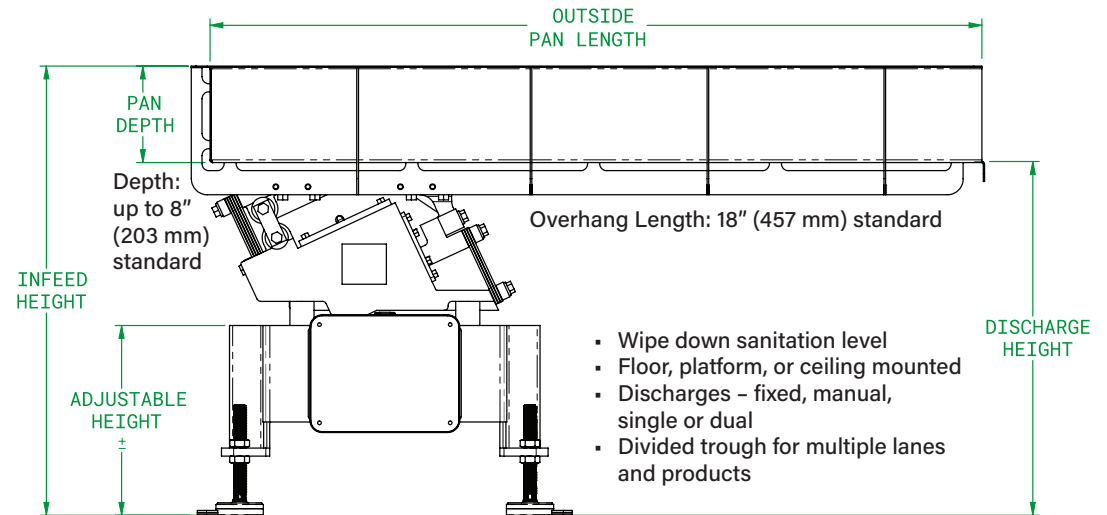 OUTSIDE
PAN LENGTH
PAN
DEPTH
Depth:
up to 8″
(203 mm)
standard
Overhang Length: 18″ (457 mm) standard
INFEED
HEIGHT
DISCHARGE
HEIGHT
ADJUSTABLE
HEIGHT
±
▪ Wipe down sanitation level
▪ Floor, platform, or ceiling mounted
▪ Discharges – fixed, manual,
single or dual
▪ Divided trough for multiple lanes
and products